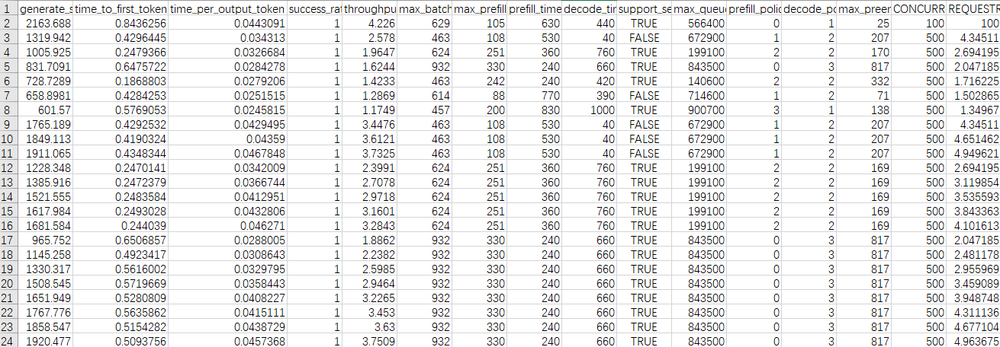 1 generate_s time_to_first_token time_per_output_token success_ra throughpu max_batch max_prefill prefill_time decode_tir support_se max_queu prefill_polic decode_po max_preer CONCURR REQUESTR
2 2163.688 0.8436256 0.0443091 1 4.226 629 105 630 440 TRUE 566400 0 1 25 100 100
3 1319.942 0.4296445 0.034313 1 2.578 463 108 530 40 FALSE 672900 1 2 207 500 4.34511
4 1005.925 0.2479366 0.0326684 1 1.9647 624 251 360 760 TRUE 199100 2 2 170 500 2.694195
5 831.7091 0.6475722 0.0284278 1 1.6244 932 330 240 660 TRUE 843500 0 3 817 500 2.047185
6 728.7289 0.1868803 0.0279206 1 1.4233 463 242 240 420 TRUE 140600 2 2 332 500 1.716225
7 658.8981 0.4284253 0.0251515 1 1.2869 614 88 770 390 FALSE 714600 1 2 71 500 1.502865
8 601.57 0.5769053 0.0245815 1 1.1749 457 200 830 1000 TRUE 900700 3 1 138 500 1.34967
9 1765.189 0.4292532 0.0429495 1 3.4476 463 108 530 40 FALSE 672900 1 2 207 500 4.34511
10 1849.113 0.4190324 0.04359 1 3.6121 463 108 530 40 FALSE 672900 1 2 207 500 4.651462
11 1911.065 0.4348344 0.0467848 1 3.7325 463 108 530 40 FALSE 672900 1 2 207 500 4.949621
12 1228.348 0.2470141 0.0342009 1 2.3991 624 251 360 760 TRUE 199100 2 2 169 500 2.694195
13 1385.916 0.2472379 0.0366744 1 2.7078 624 251 360 760 TRUE 199100 2 2 169 500 3.119854
14 1521.555 0.2483584 0.0412951 1 2.9718 624 251 360 760 TRUE 199100 2 2 169 500 3.535593
15 1617.984 0.2493028 0.0432806 1 3.1601 624 251 360 760 TRUE 199100 2 2 169 500 3.843363
16 1681.584 0.244039 0.046271 1 3.2843 624 251 360 760 TRUE 199100 2 2 169 500 4.101613
17 965.752 0.6506857 0.0288005 1 1.8862 932 330 240 660 TRUE 843500 0 3 817 500 2.047185
18 1145.258 0.4923417 0.0308643 1 2.2382 932 330 240 660 TRUE 843500 0 3 817 500 2.481178
19 1330.317 0.5616002 0.0329795 1 2.5985 932 330 240 660 TRUE 843500 0 3 817 500 2.955969
20 1508.545 0.5719669 0.0358443 1 2.9464 932 330 240 660 TRUE 843500 0 3 817 500 3.459089
21 1651.949 0.5280809 0.0408227 1 3.2265 932 330 240 660 TRUE 843500 0 3 817 500 3.948748
22 1767.776 0.5635862 0.0415111 1 3.453 932 330 240 660 TRUE 843500 0 3 817 500 4.311136
23 1858.547 0.5154282 0.0438729 1 3.63 932 330 240 660 TRUE 843500 0 3 817 500 4.677104
24 1920.477 0.5093756 0.0457368 1 3.7509 932 330 240 660 TRUE 843500 0 3 817 500 4.963675